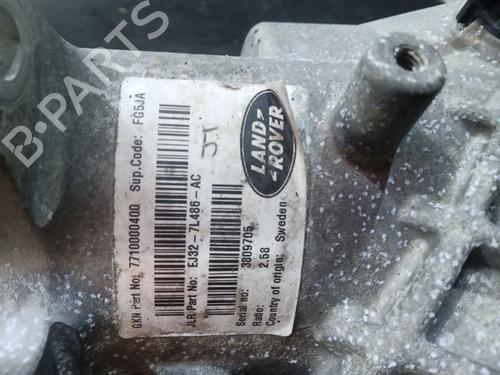 GKN Part No: 7710000400 Sup.Code: FG5JA
JLR Part No: EJ32-7L486-AC
JT
LAND
ROVER
Serial no: 3809705
Ratio: 2.58
Country of origin: Sweden
B-PARTS